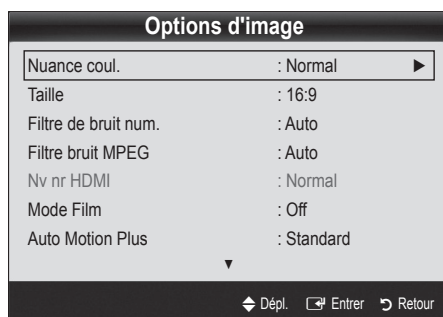 Options d'image
Nuance coul. : Normal ►
Taille : 16:9
Filtre de bruit num. : Auto
Filtre bruit MPEG : Auto
Nv nr HDMI : Normal
Mode Film : Off
Auto Motion Plus : Standard
▼
Dépl. Entrer Retour